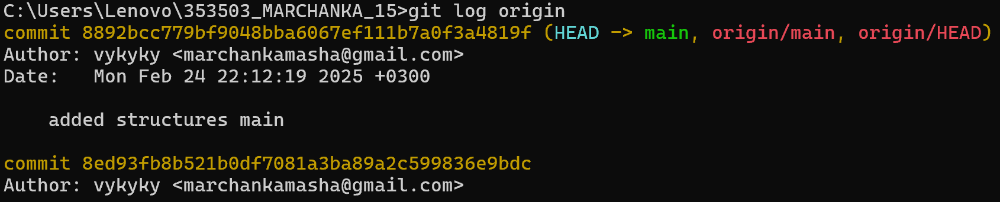 C:\Users\Lenovo\353503_MARCHANKA_15>git log origin
commit 8892bcc779bf9048bba6067ef111b7a0f3a4819f (HEAD -> main, origin/main, origin/HEAD)
Author: vykyky <marchankamasha@gmail.com>
Date:   Mon Feb 24 22:12:19 2025 +0300
    added structures main
commit 8ed93fb8b521b0df7081a3ba89a2c599836e9bdc
Author: vykyky <marchankamasha@gmail.com>